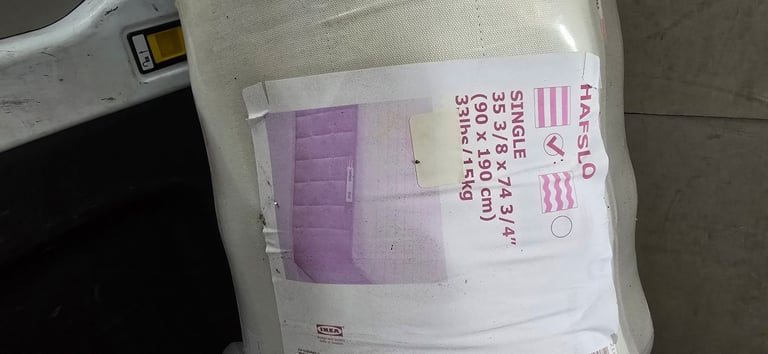 HAFSLO
SINGLE
35 3/8 x 74 3/4"
(90 x 190 cm)
33lbs / 15kg
IKEA